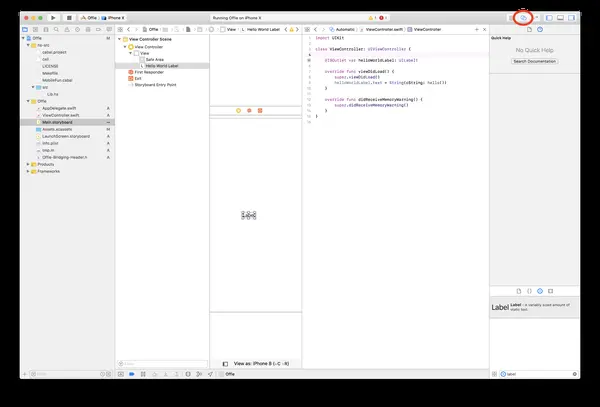 Offie
iPhone X
Running Offie on iPhone X
Offie
Hello World Label
Automatic
ViewController.swift
ViewController
Offie
hs-src
cabal.project
call
LICENSE
Makefile
MobileFun.cabal
src
Lib.hs
Offie
AppDelegate.swift
ViewController.swift
Main.storyboard
Assets.xcassets
LaunchScreen.storyboard
Info.plist
Offie-Bridging-Header.h
Products
Frameworks
View Controller Scene
View Controller
View
Safe Area
Hello World Label
First Responder
Exit
Storyboard Entry Point
Label
import UIKit
class ViewController: UIViewController {
@IBOutlet var helloWorldLabel: UILabel!
override func viewDidLoad() {
super.viewDidLoad()
helloWorldLabel.text = String(cString: hello())
}
override func didReceiveMemoryWarning() {
super.didReceiveMemoryWarning()
}
}
Quick Help
No Quick Help
Search Documentation
Label
Label - A variably sized amount of
static text.
View as: iPhone 8
Offie
label